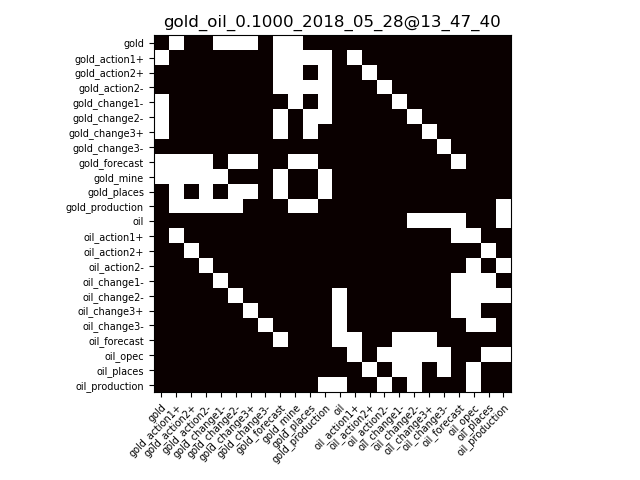 gold_oil_0.1000_2018_05_28@13_47_40
gold
gold_action1+
gold_action2+
gold_action2-
gold_change1-
gold_change2-
gold_change3+
gold_change3-
gold_forecast
gold_mine
gold_places
gold_production
oil
oil_action1+
oil_action2+
oil_action2-
oil_change1-
oil_change2-
oil_change3+
oil_change3-
oil_forecast
oil_opec
oil_places
oil_production
gold
gold_action1+
gold_action2+
gold_action2-
gold_change1-
gold_change2-
gold_change3+
gold_change3-
gold_forecast
gold_mine
gold_places
gold_production
oil
oil_action1+
oil_action2+
oil_action2-
oil_change1-
oil_change2-
oil_change3+
oil_change3-
oil_forecast
oil_opec
oil_places
oil_production